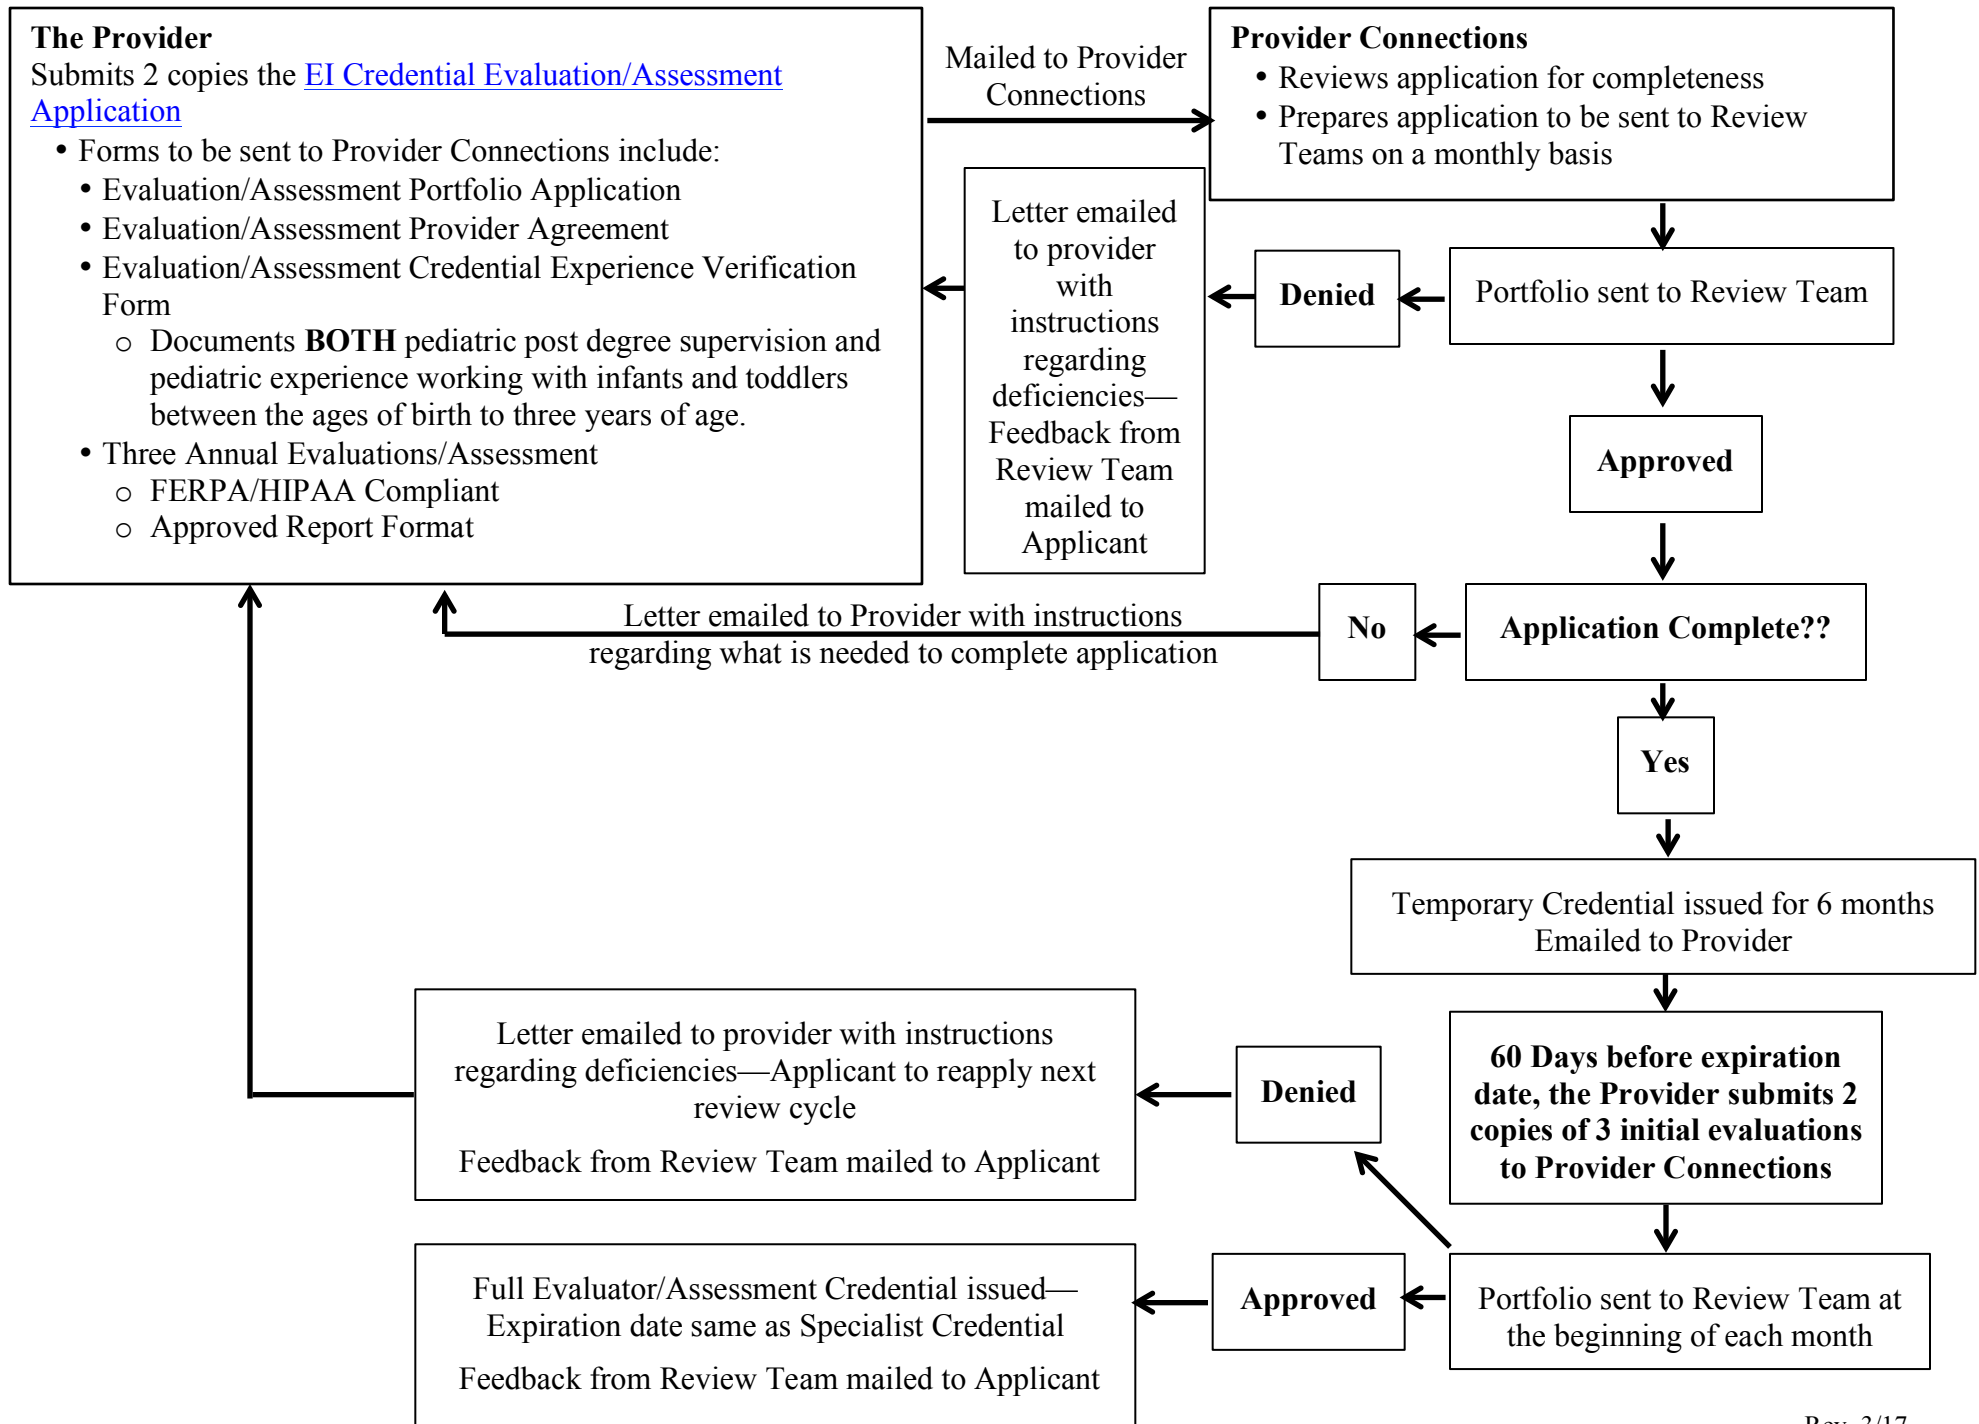 The Provider
Submits 2 copies the EI Credential Evaluation/Assessment
Application
• Forms to be sent to Provider Connections include:
• Evaluation/Assessment Portfolio Application
• Evaluation/Assessment Provider Agreement
• Evaluation/Assessment Credential Experience Verification
Form
o Documents BOTH pediatric post degree supervision and
pediatric experience working with infants and toddlers
between the ages of birth to three years of age.
• Three Annual Evaluations/Assessment
o FERPA/HIPAA Compliant
o Approved Report Format
Mailed to Provider
Connections
Provider Connections
• Reviews application for completeness
• Prepares application to be sent to Review
Teams on a monthly basis
Portfolio sent to Review Team
Denied
Letter emailed
to provider
with
instructions
regarding
deficiencies—
Feedback from
Review Team
mailed to
Applicant
Approved
Application Complete??
No
Letter emailed to Provider with instructions
regarding what is needed to complete application
Yes
Temporary Credential issued for 6 months
Emailed to Provider
60 Days before expiration
date, the Provider submits 2
copies of 3 initial evaluations
to Provider Connections
Portfolio sent to Review Team at
the beginning of each month
Denied
Letter emailed to provider with instructions
regarding deficiencies—Applicant to reapply next
review cycle
Feedback from Review Team mailed to Applicant
Approved
Full Evaluator/Assessment Credential issued—
Expiration date same as Specialist Credential
Feedback from Review Team mailed to Applicant
Rev. 3/17